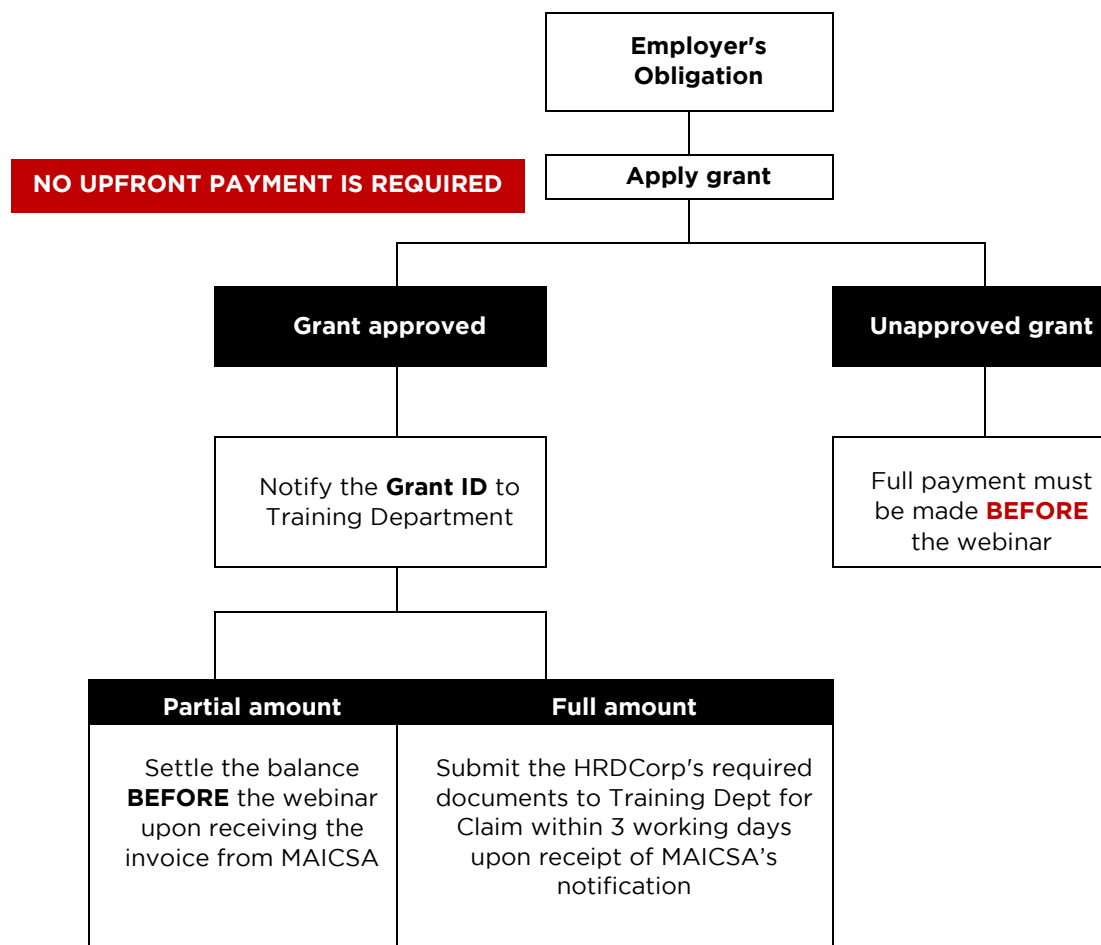 Employer's
Obligation
NO UPFRONT PAYMENT IS REQUIRED
Apply grant
Grant approved
Unapproved grant
Notify the Grant ID to
Training Department
Full payment must
be made BEFORE
the webinar
Partial amount
Full amount
Settle the balance
BEFORE the webinar
upon receiving the
invoice from MAICSA
Submit the HRDCorp's required
documents to Training Dept for
Claim within 3 working days
upon receipt of MAICSA’s
notification